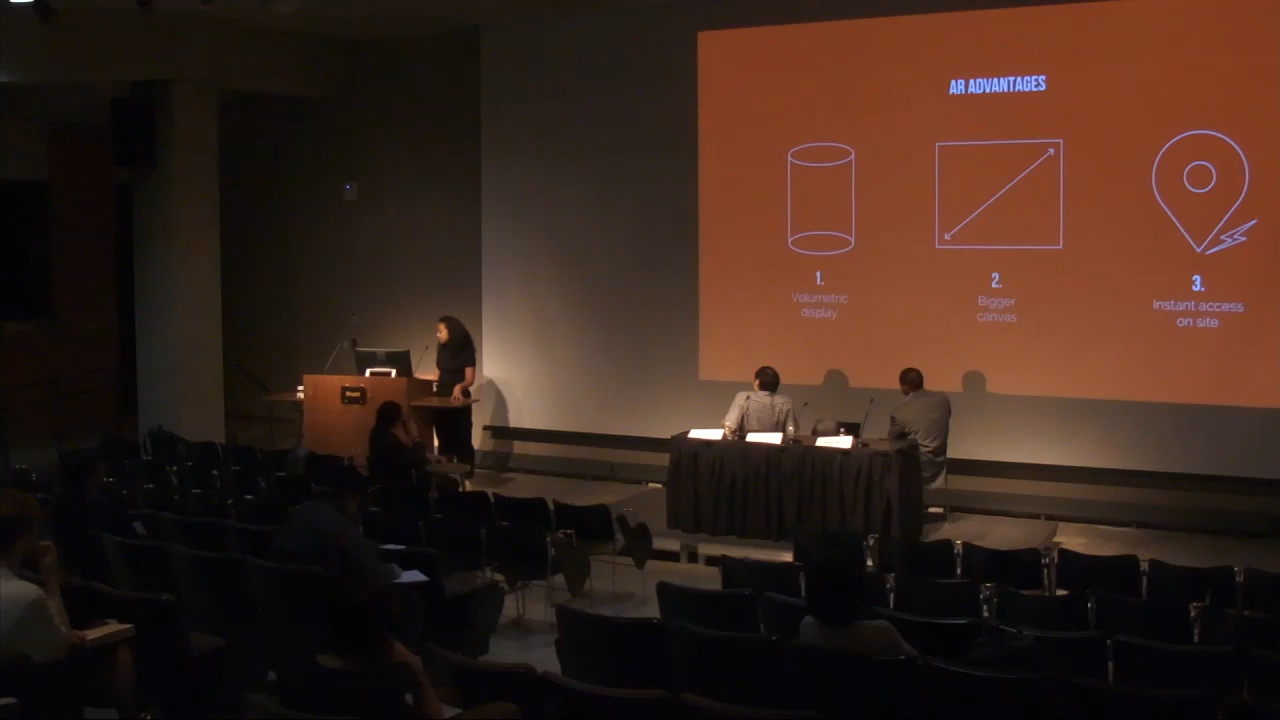 AR ADVANTAGES
1.
Volumetric
display
2.
Bigger
canvas
3.
Instant access
on site